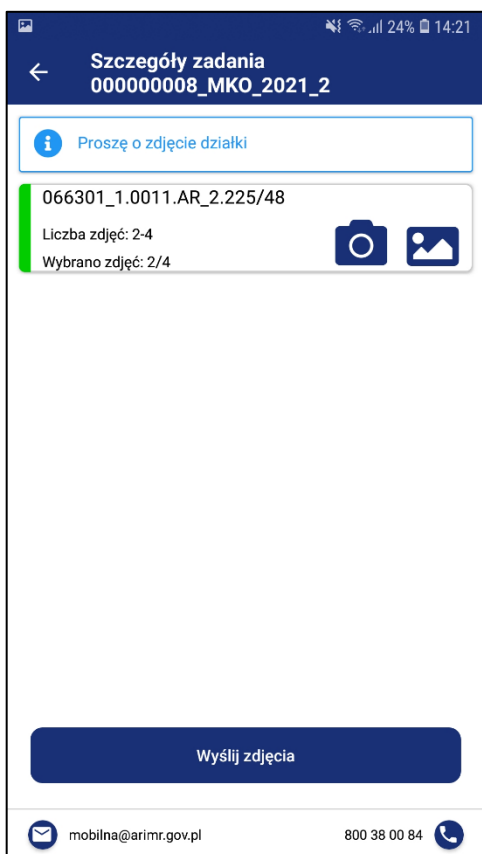 24% 14:21
Szczegóły zadania
000000008_MKO_2021_2
Proszę o zdjęcie działki
066301_1.0011.AR_2.225/48
Liczba zdjęć: 2-4
Wybrano zdjęć: 2/4
Wyślij zdjęcia
mobilna@arimr.gov.pl 800 38 00 84